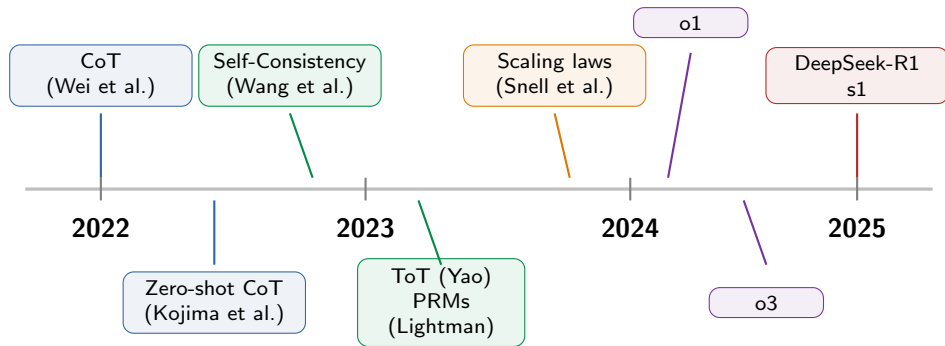 o1
CoT
(Wei et al.)
Self-Consistency
(Wang et al.)
Scaling laws
(Snell et al.)
DeepSeek-R1
s1
2022
2023
2024
2025
Zero-shot CoT
(Kojima et al.)
ToT (Yao)
PRMs
(Lightman)
o3